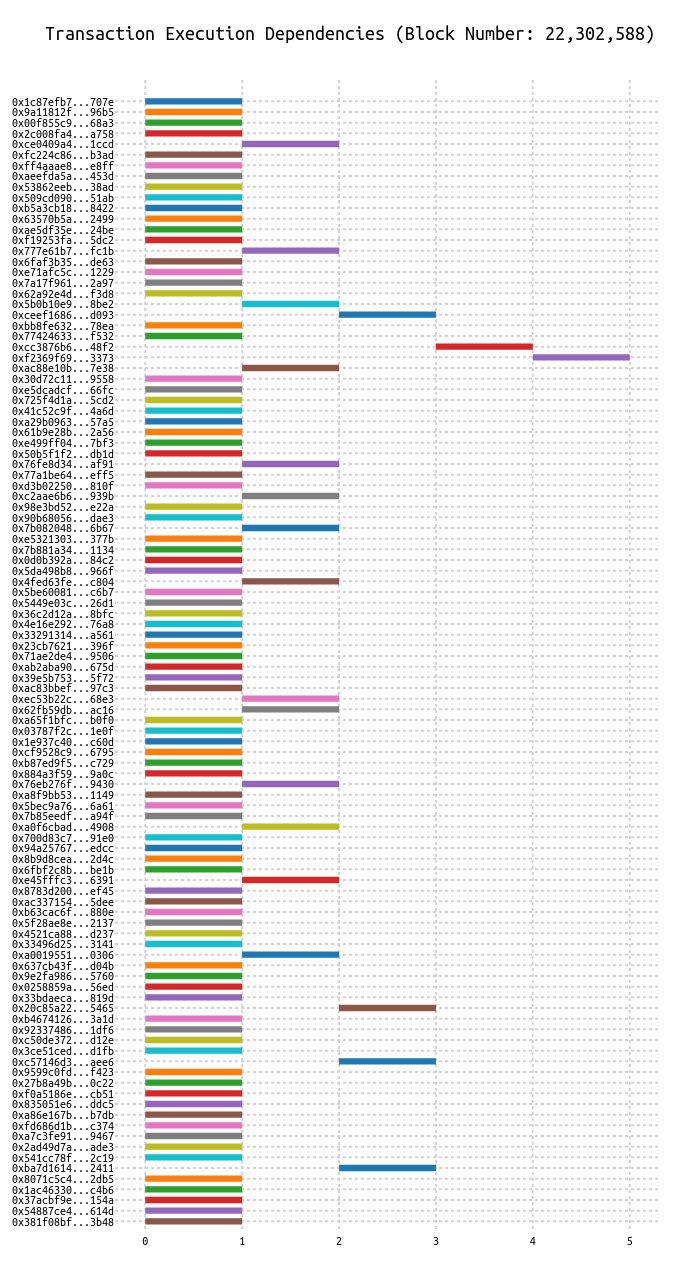 Transaction Execution Dependencies (Block Number: 22,302,588)
0x1c87efb7...707e
0x9a11812f...96b5
0x00f855c9...68a3
0x2c008fa4...a758
0xce0409a4...1ccd
0xfc224c86...b3ad
0xff4aaae8...e8ff
0xaeefda5a...453d
0x53862eeb...38ad
0x509cd090...51ab
0xb5a3cb18...8422
0x63570b5a...2499
0xae5df35e...24be
0xf19253fa...5dc2
0x777e61b7...fc1b
0x6faf3b35...de63
0xe71afc5c...1229
0x7a17f961...2a97
0x62a92e4d...f3d8
0x5b0b10e9...8be2
0xceef1686...d093
0xbb8fe632...78ea
0x77424633...f532
0xcc3876b6...48f2
0xf2369f69...3373
0xac88e10b...7e38
0x30d72c11...9558
0xe5dcadcf...66fc
0x725f4d1a...5cd2
0x41c52c9f...4a6d
0xa29b0963...57a5
0x61b9e28b...2a56
0xe499ff04...7bf3
0x50b5f1f2...db1d
0x76fe8d34...af91
0x77a1be64...eff5
0xd3b02250...810f
0xc2aae6b6...939b
0x98e3bd52...e22a
0x90b68056...dae3
0x7b082048...6b67
0xe5321303...377b
0x7b881a34...1134
0x0d0b392a...84c2
0x5da498b8...966f
0x4fed63fe...c804
0x5be60081...c6b7
0x5449e03c...26d1
0x36c2d12a...8bfc
0x4e16e292...76a8
0x33291314...a561
0x23cb7621...396f
0x71ae2de4...9506
0xab2aba90...675d
0x39e5b753...5f72
0xac83bbef...97c3
0xec53b22c...68e3
0x62fb59db...ac16
0xa65f1bfc...b0f0
0x03787f2c...1e0f
0x1e937c40...c60d
0xcf9528c9...6795
0xb87ed9f5...c729
0x884a3f59...9a0c
0x76eb276f...9430
0xa8f9bb53...1149
0x5bec9a76...6a61
0x7b85eedf...a94f
0xa0f6cbad...4908
0x700d83c7...91e0
0x94a25767...edcc
0x8b9d8cea...2d4c
0x6fbf2c8b...be1b
0xe45fffc3...6391
0x8783d200...ef45
0xac337154...5dee
0xb63cac6f...880e
0x5f28ae8e...2137
0x4521ca88...d237
0x33496d25...3141
0xa0019551...0306
0x637cb43f...d04b
0x9e2fa986...5760
0x0258859a...56ed
0x33bdaeca...819d
0x20c85a22...5465
0xb4674126...3a1d
0x92337486...1df6
0xc50de372...d12e
0x3ce51ced...d1fb
0xc57146d3...aee6
0x9599c0fd...f423
0x27b8a49b...0c22
0xf0a5186e...cb51
0x835051e6...ddc5
0xa86e167b...b7db
0xfd686d1b...c374
0xa7c3fe91...9467
0x2ad49d7a...ade3
0x541cc78f...2c19
0xba7d1614...2411
0x8071c5c4...2db5
0x1ac46330...c4b6
0x37acbf9e...154a
0x54887ce4...614d
0x381f08bf...3b48
0 1 2 3 4 5